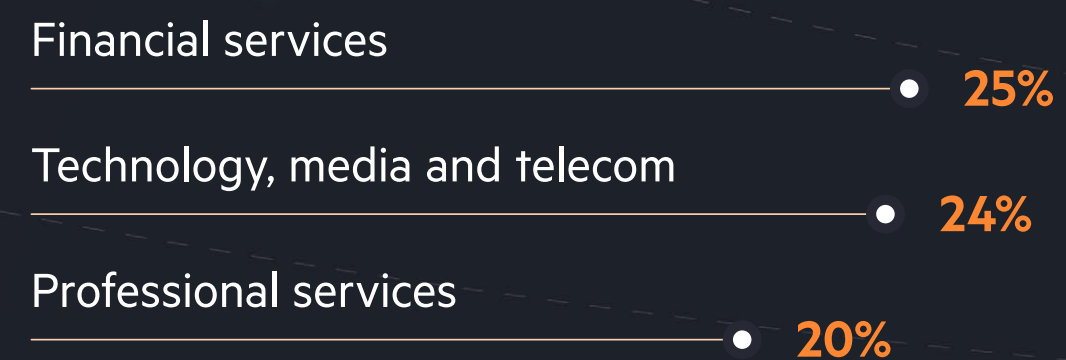 Financial services
25%
Technology, media and telecom
24%
Professional services
20%